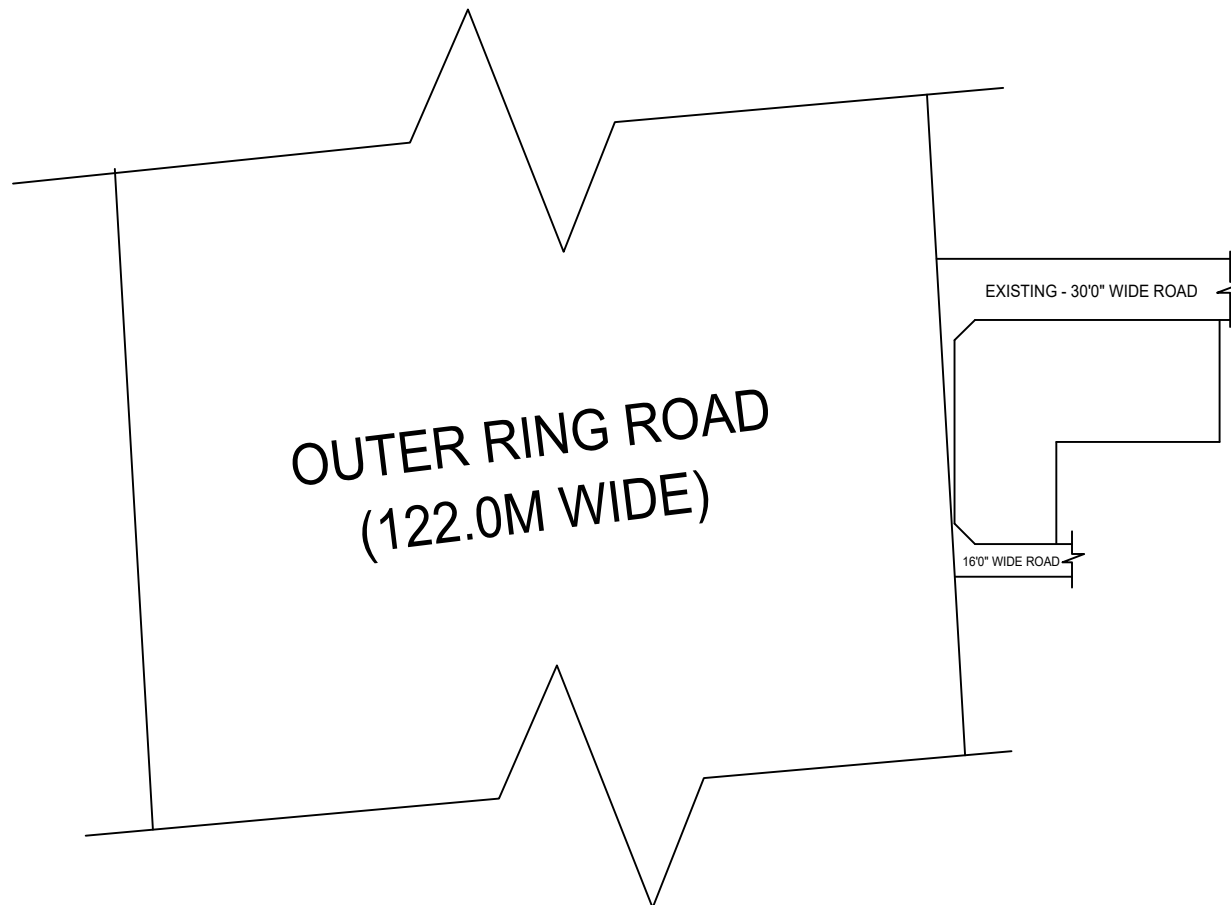 EXISTING - 30'0" WIDE ROAD
OUTER RING ROAD
(122.0M WIDE)
16'0" WIDE ROAD